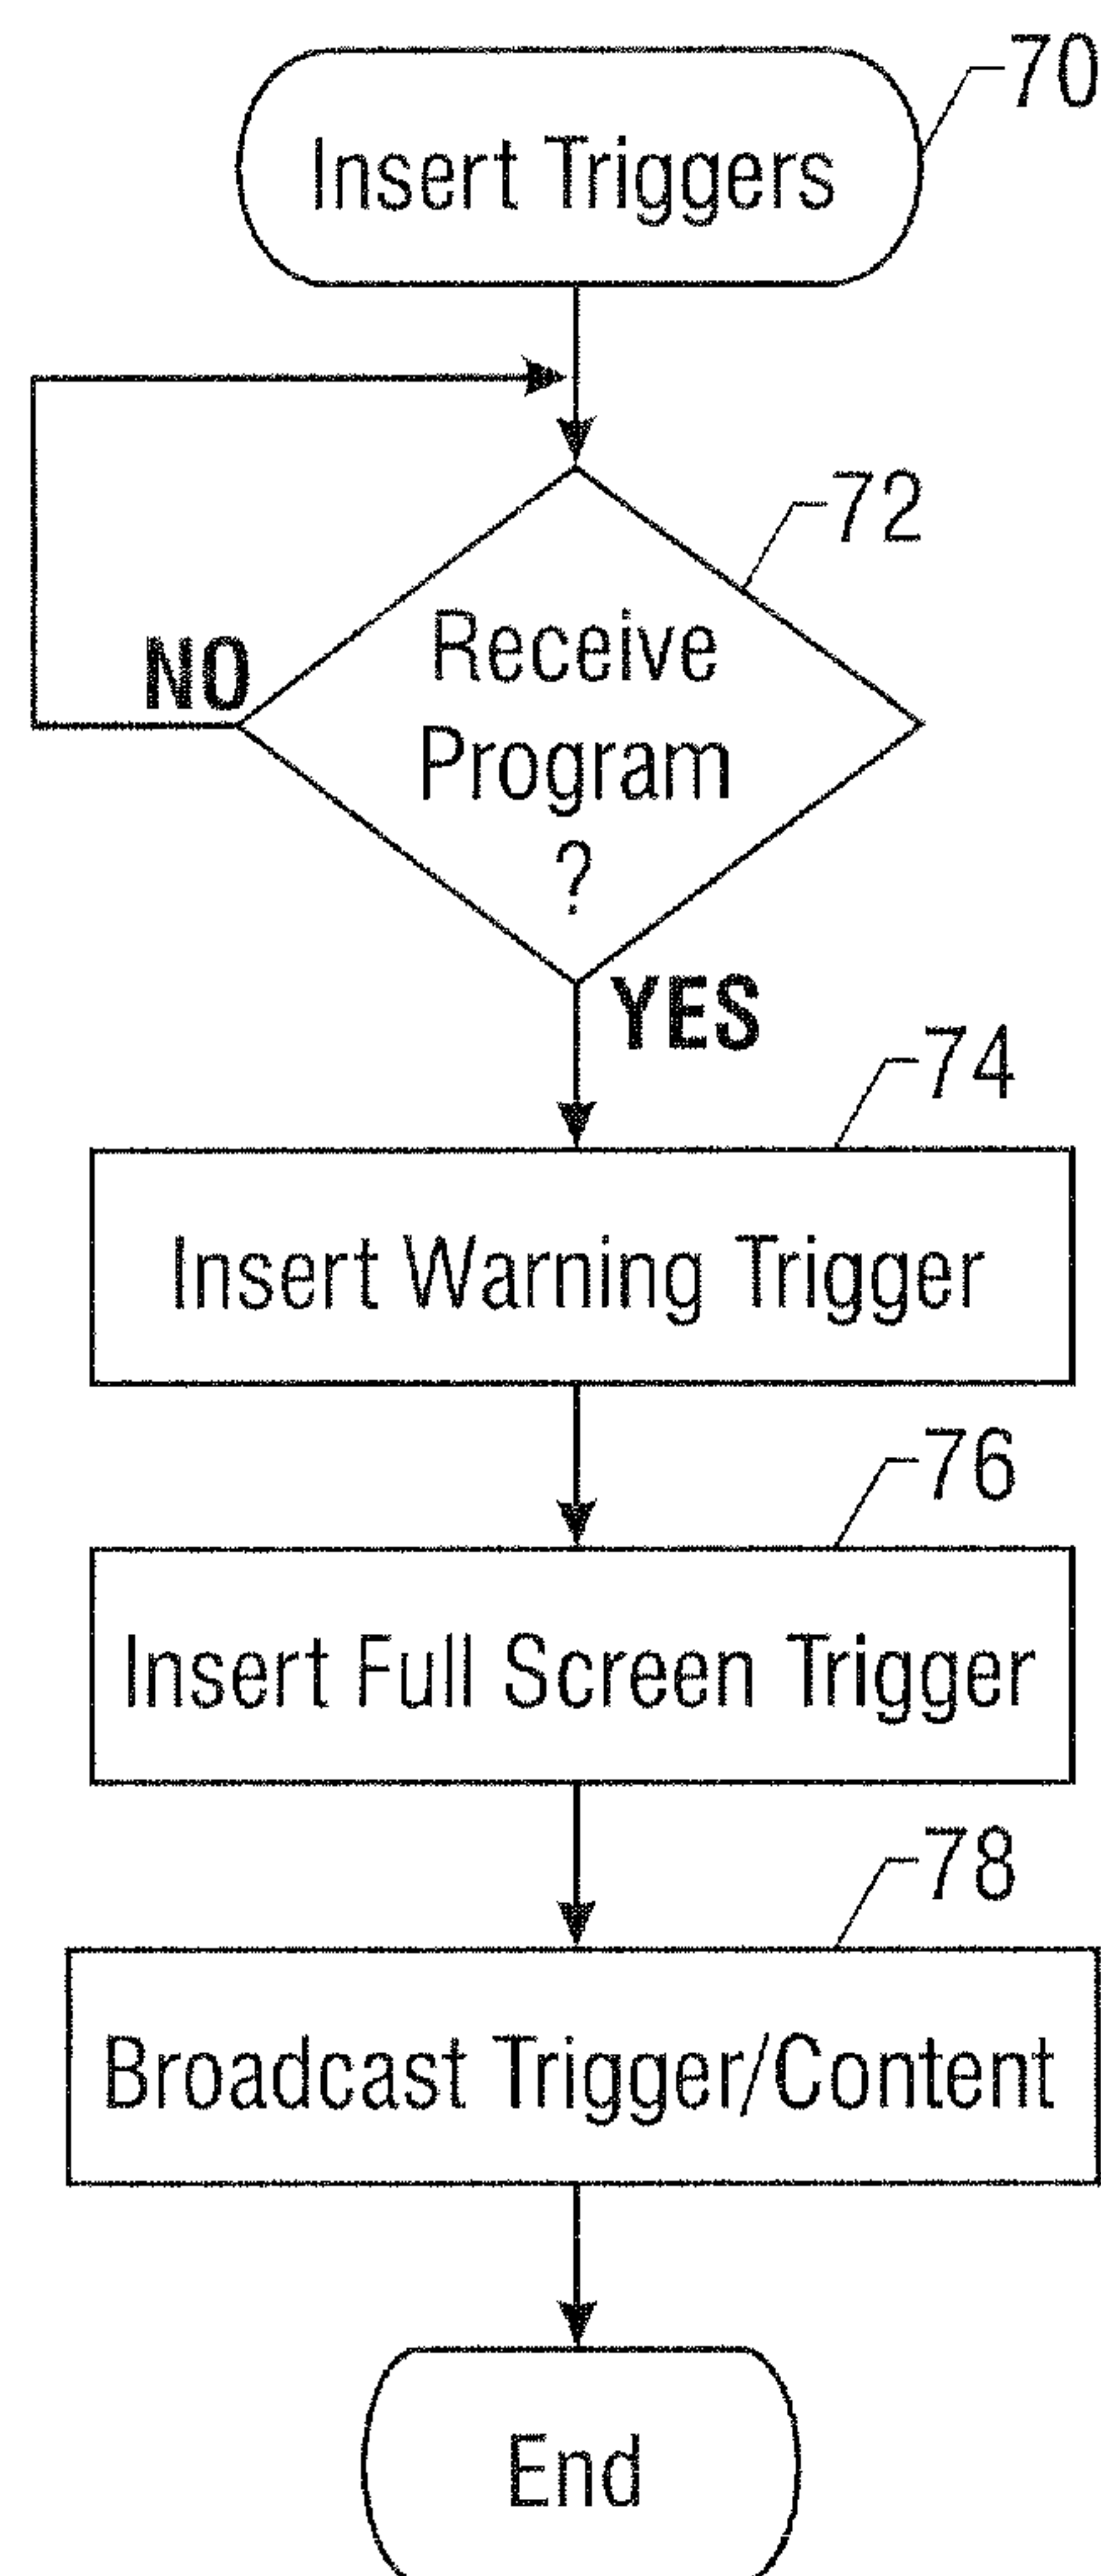 70
Insert Triggers
72
Receive
Program
?
NO
YES
74
Insert Warning Trigger
76
Insert Full Screen Trigger
78
Broadcast Trigger/Content
End